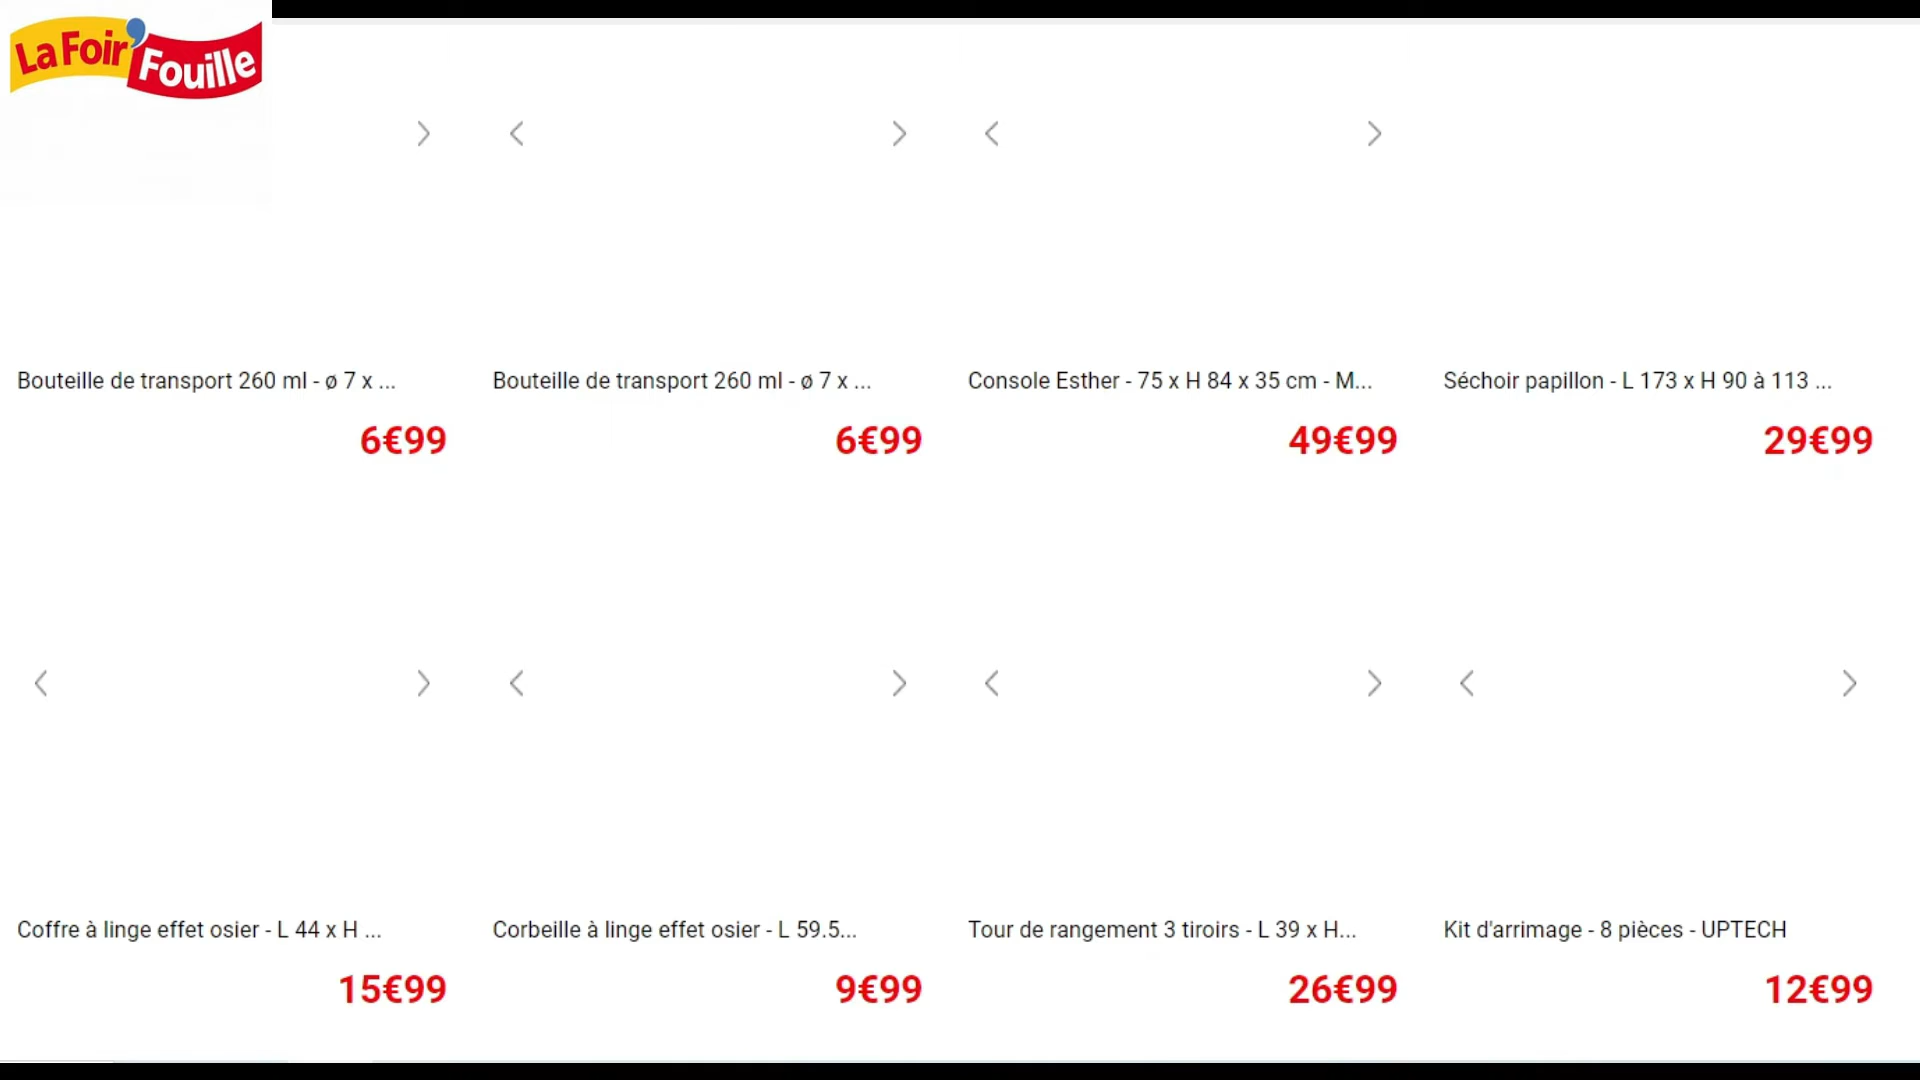 La Foir'Fouille
Bouteille de transport 260 ml - ø 7 x ...
Bouteille de transport 260 ml - ø 7 x ...
Console Esther - 75 x H 84 x 35 cm - M...
Séchoir papillon - L 173 x H 90 à 113 ...
6€99
6€99
49€99
29€99
Coffre à linge effet osier - L 44 x H ...
Corbeille à linge effet osier - L 59.5...
Tour de rangement 3 tiroirs - L 39 x H...
Kit d'arrimage - 8 pièces - UPTECH
15€99
9€99
26€99
12€99